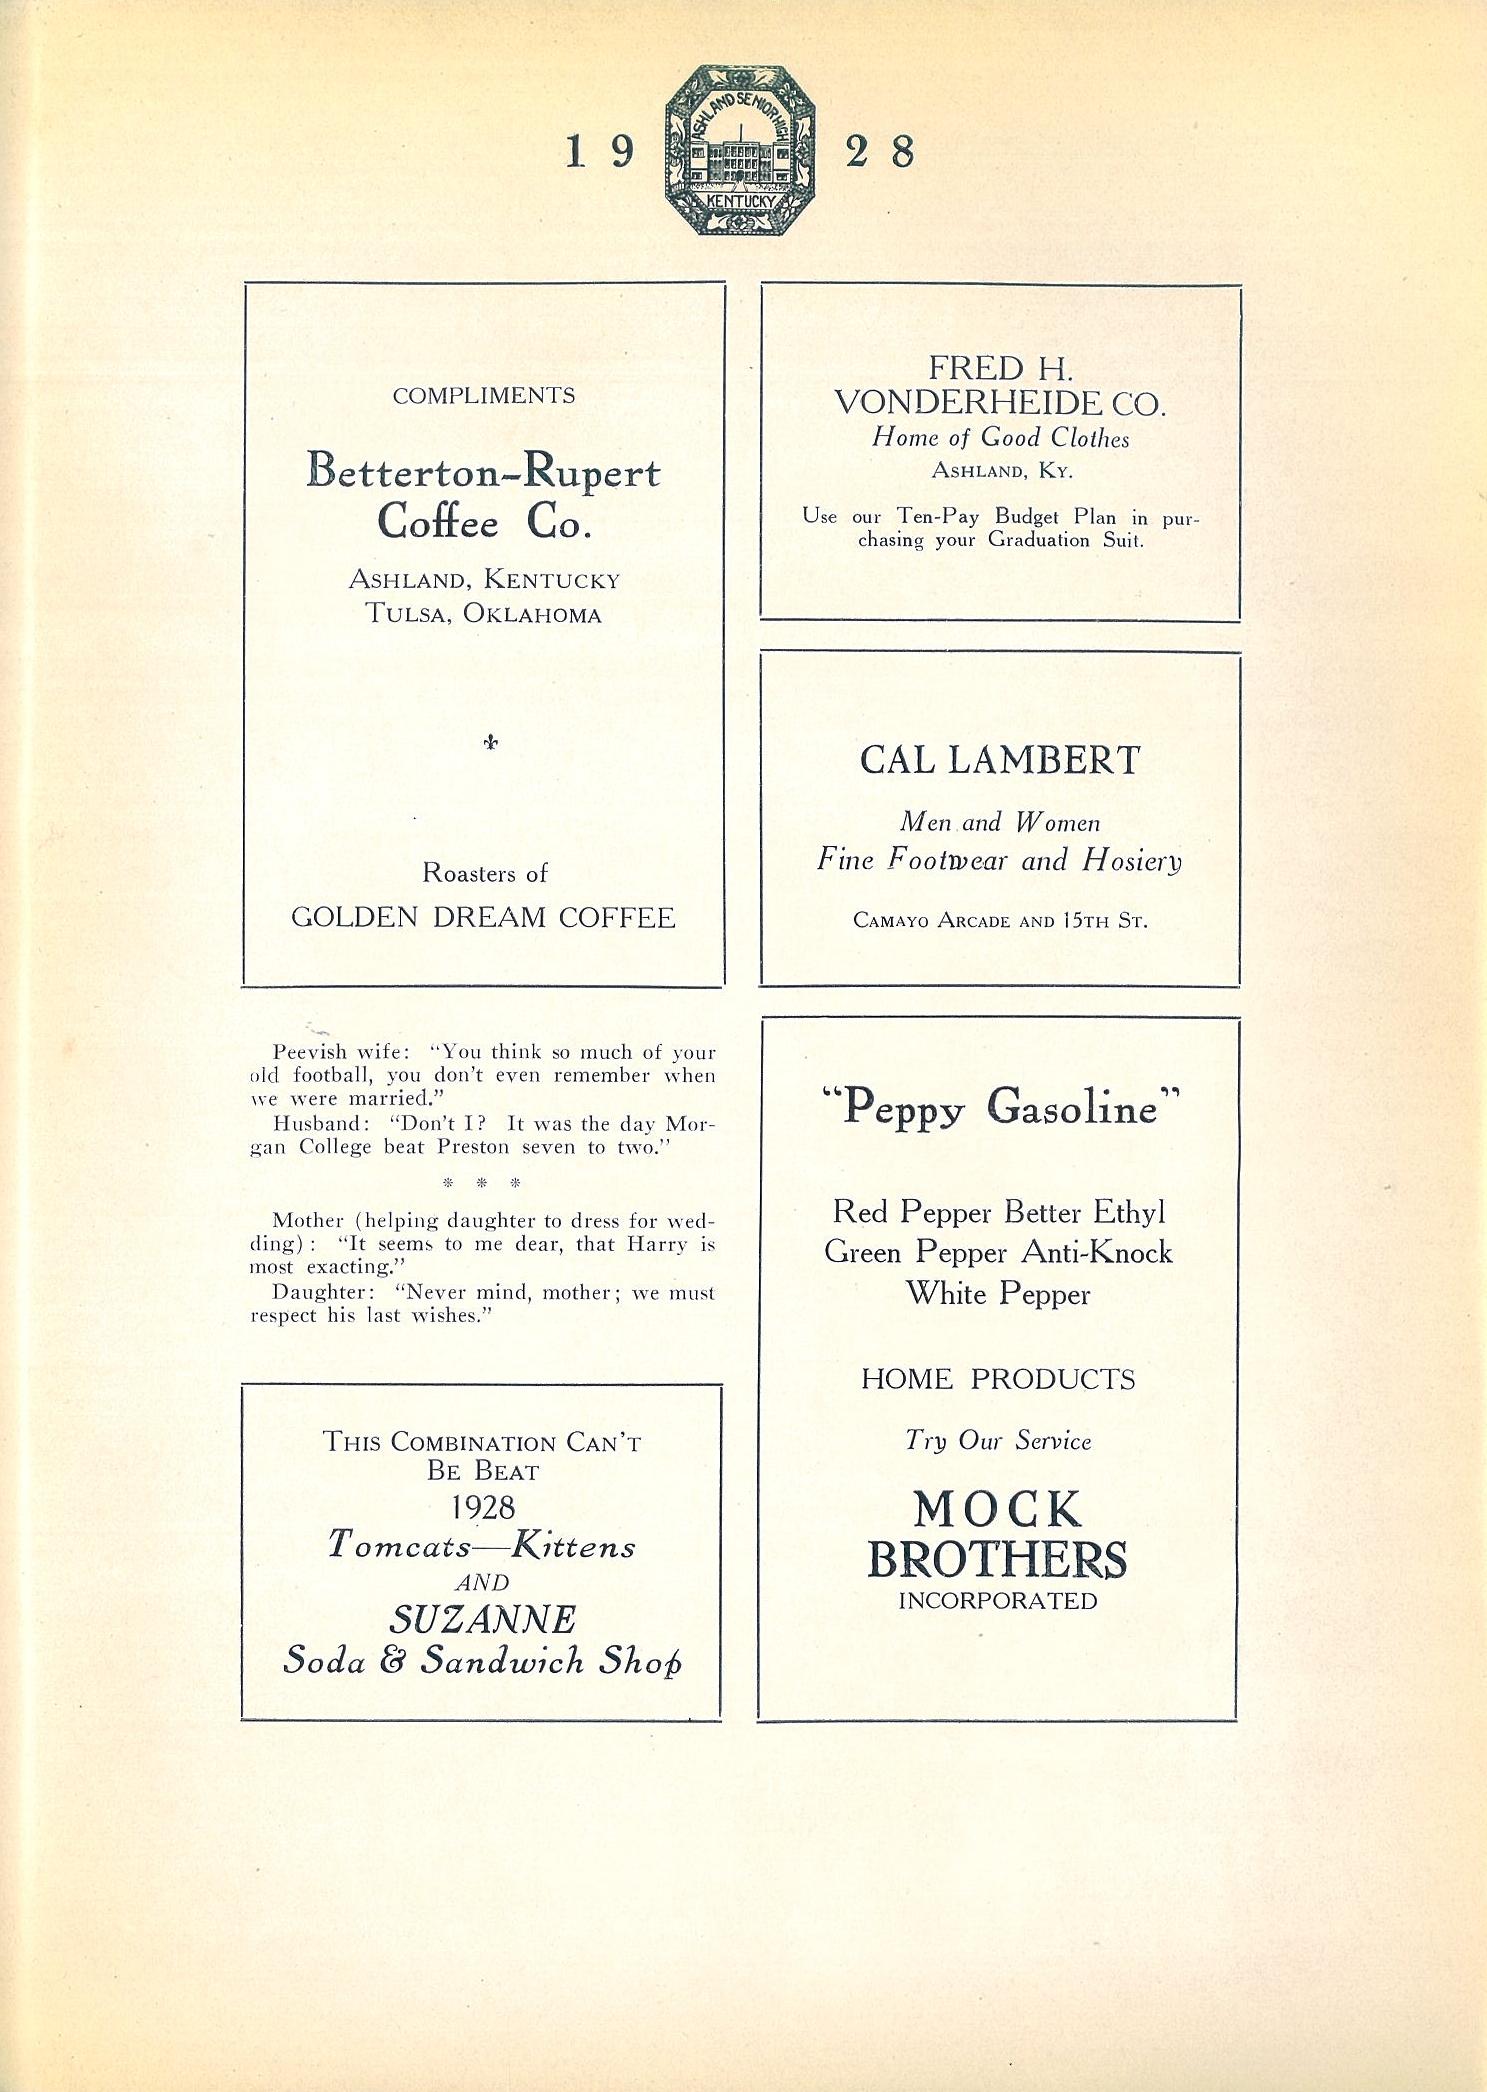 19 28
ASHLAND SENIOR HIGH
KENTUCKY
COMPLIMENTS
Betterton-Rupert
Coffee Co.
ASHLAND, KENTUCKY
TULSA, OKLAHOMA
Roasters of
GOLDEN DREAM COFFEE
Peevish wife: “You think so much of your
old football, you don't even remember when
we were married.”
Husband: “Don't I? It was the day Mor-
gan College beat Preston seven to two.”
* * *
Mother (helping daughter to dress for wed-
ding): “It seems to me dear, that Harry is
most exacting.”
Daughter: “Never mind, mother; we must
respect his last wishes.”
THIS COMBINATION CAN'T
BE BEAT
1928
Tomcats—Kittens
AND
SUZANNE
Soda & Sandwich Shop
FRED H.
VONDERHEIDE CO.
Home of Good Clothes
ASHLAND, KY.
Use our Ten-Pay Budget Plan in pur-
chasing your Graduation Suit.
CAL LAMBERT
Men and Women
Fine Footwear and Hosiery
CAMAYO ARCADE AND 15TH ST.
“Peppy Gasoline”
Red Pepper Better Ethyl
Green Pepper Anti-Knock
White Pepper
HOME PRODUCTS
Try Our Service
MOCK
BROTHERS
INCORPORATED